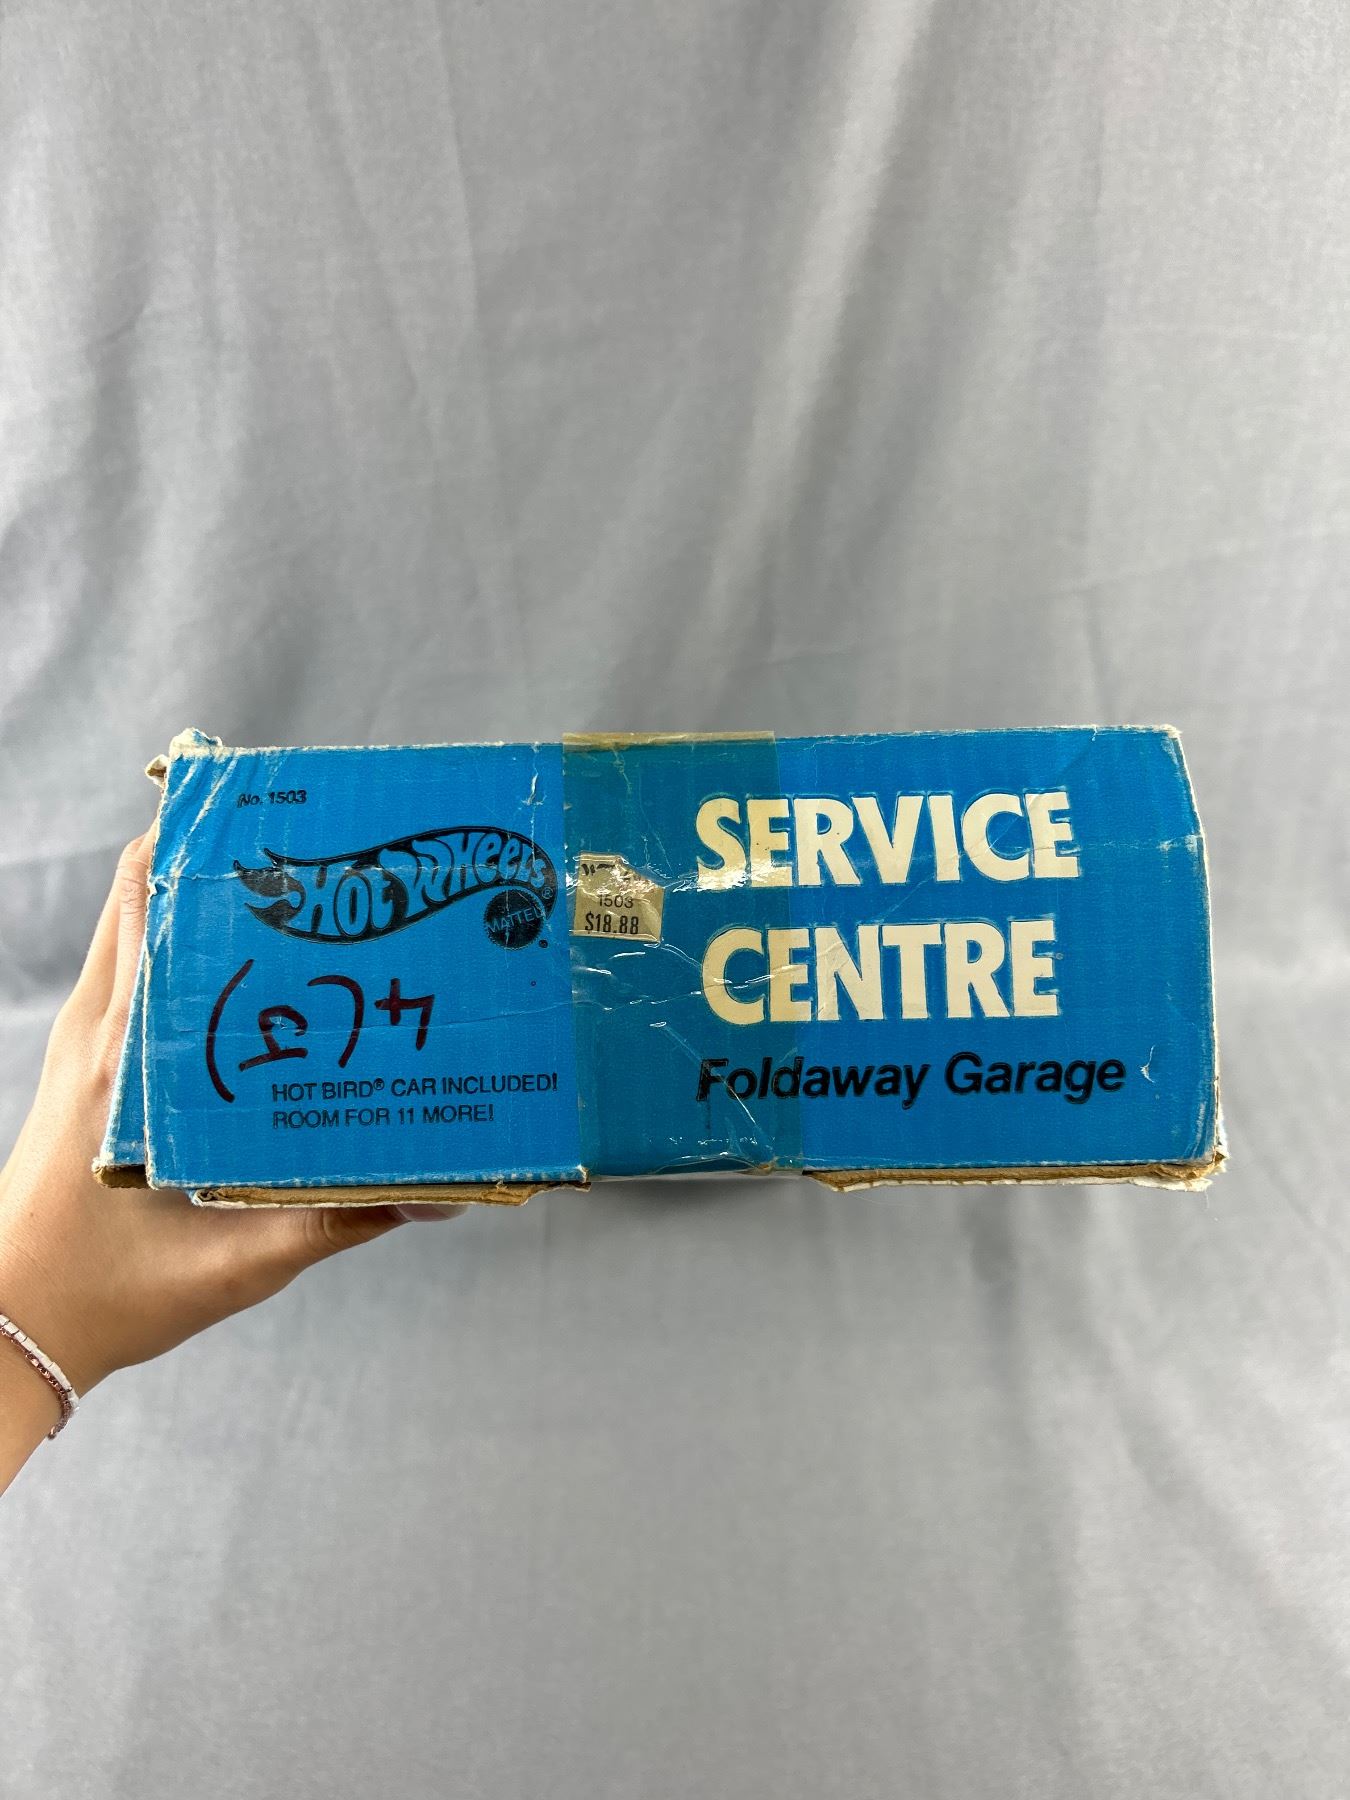 No. 1503
HOT WHEELS®
MATTEL®
HOT BIRD® CAR INCLUDED!
ROOM FOR 11 MORE!
1503
$18.88
SERVICE
CENTRE
Foldaway Garage